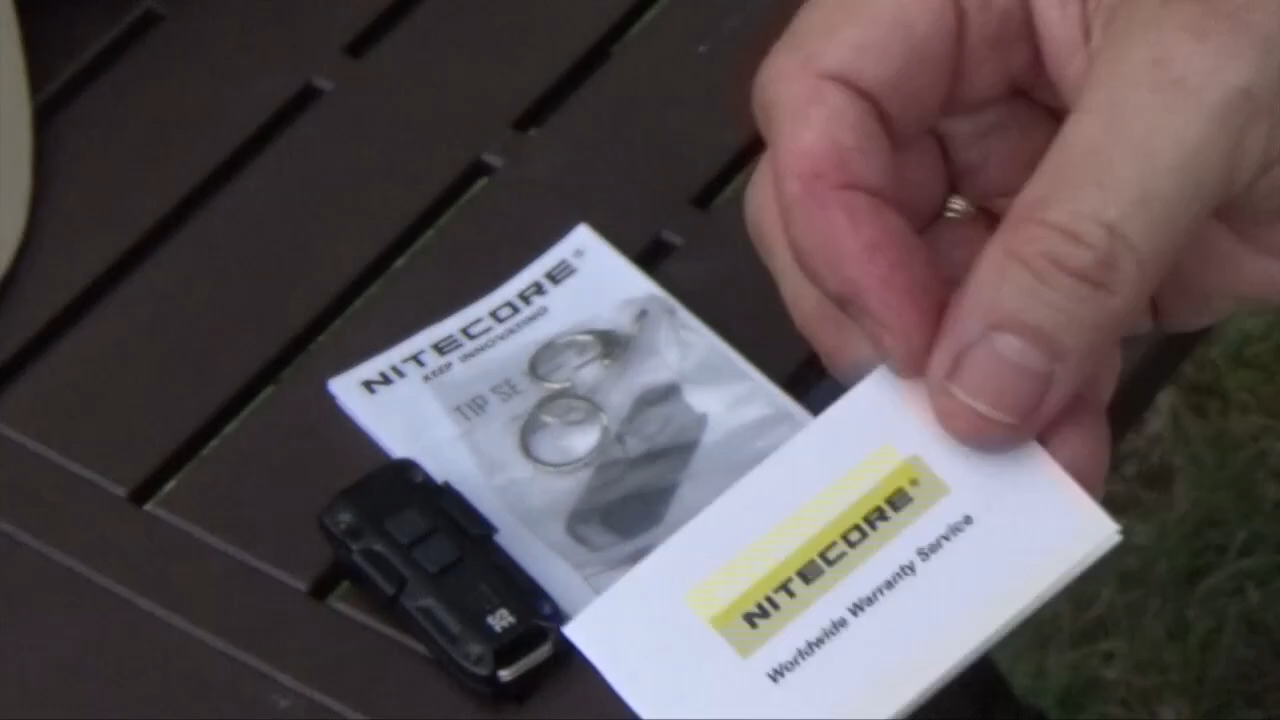 NITECORE®
KEEP INNOVATING
TIP SE
NITECORE®
Worldwide Warranty Service